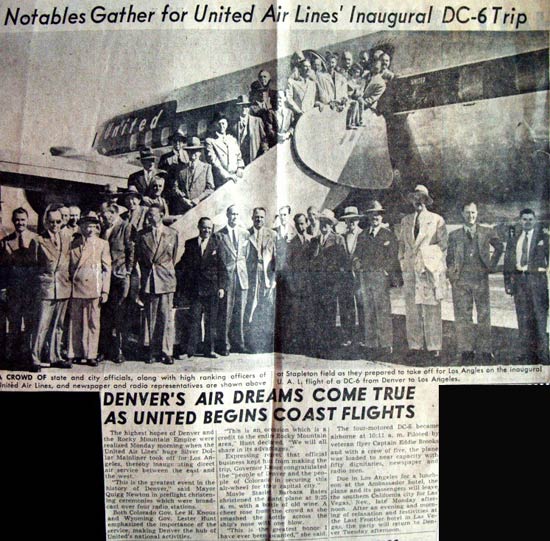 Notables Gather for United Air Lines' Inaugural DC-6 Trip
United
UNITED
A CROWD OF state and city officials, along with high ranking officers of
United Air Lines, and newspaper and radio representatives are shown above
at Stapleton field as they prepared to take off for Los Angles on the inaugural
U. A. L. flight of a DC-6 from Denver to Los Angeles.
DENVER'S AIR DREAMS COME TRUE
AS UNITED BEGINS COAST FLIGHTS
The highest hopes of Denver and
the Rocky Mountain Empire were
realized Monday morning when the
United Air Lines' huge Silver Dol-
lar Mainliner took off for Los An-
geles, thereby inaugurating direct
air service between the east and
the west.
"This is the greatest event in the
history of Denver," said Mayor
Quigg Newton in preflight christen-
ing ceremonies which were broad-
cast over four radio stations.
Both Colorado Gov. Lee H. Knous
and Wyoming Gov. Lester Hunt
emphasized the importance of the
service, making Denver the hub of
United's national activities.
"This is an occasion which is a
credit to the entire Rocky Mountain
area," Hunt declared. "We will all
share in its advantages."
Expressing regret that official
business kept him from making the
trip, Governor Knous congratulated
the "people of Denver and the peo-
ple of Colorado in securing this
air-wheel for the capital city."
Movie Starlet Barbara Bates
christened the giant plane at 9:25
a. m. with a bottle of wine. A
cheer rose from the crowd as she
smashed the bottle across the
ship's nose with one blow.
"This is the greatest honor I
have ever been granted," she said.
The four-motored DC-6 became
airborne at 10:11 a. m. Piloted by
veteran flyer Captain Eddie Brooks
and with a crew of five, the plane
was loaded to near capacity with
fifty dignitaries, newspaper and
radio men.
Due in Los Angeles for a lunch-
eon at the Ambassador hotel, the
plane and its passengers will leave
the southern California city for Las
Vegas, Nev., late Monday after-
noon. After an evening and morn-
ing of relaxation and festivities at
the Last Frontier hotel in Las Ve-
gas, the party will return to Den-
ver Tuesday afternoon.